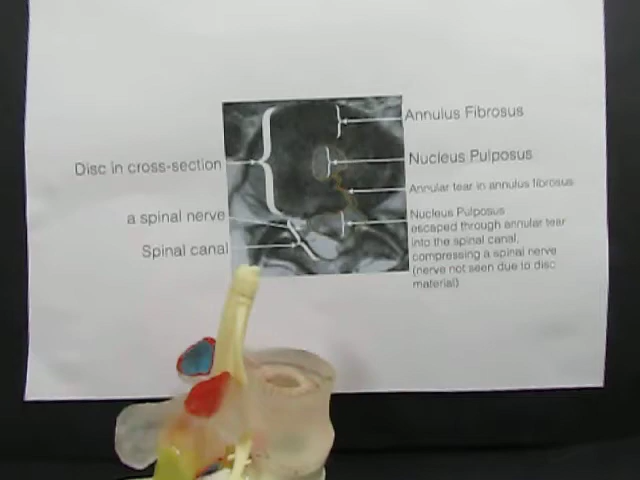 Annulus Fibrosus
Disc in cross-section
Nucleus Pulposus
Annular tear in annulus fibrosus
a spinal nerve
Spinal canal
Nucleus Pulposus
escaped through annular tear
into the spinal canal,
compressing a spinal nerve
(nerve not seen due to disc
material)